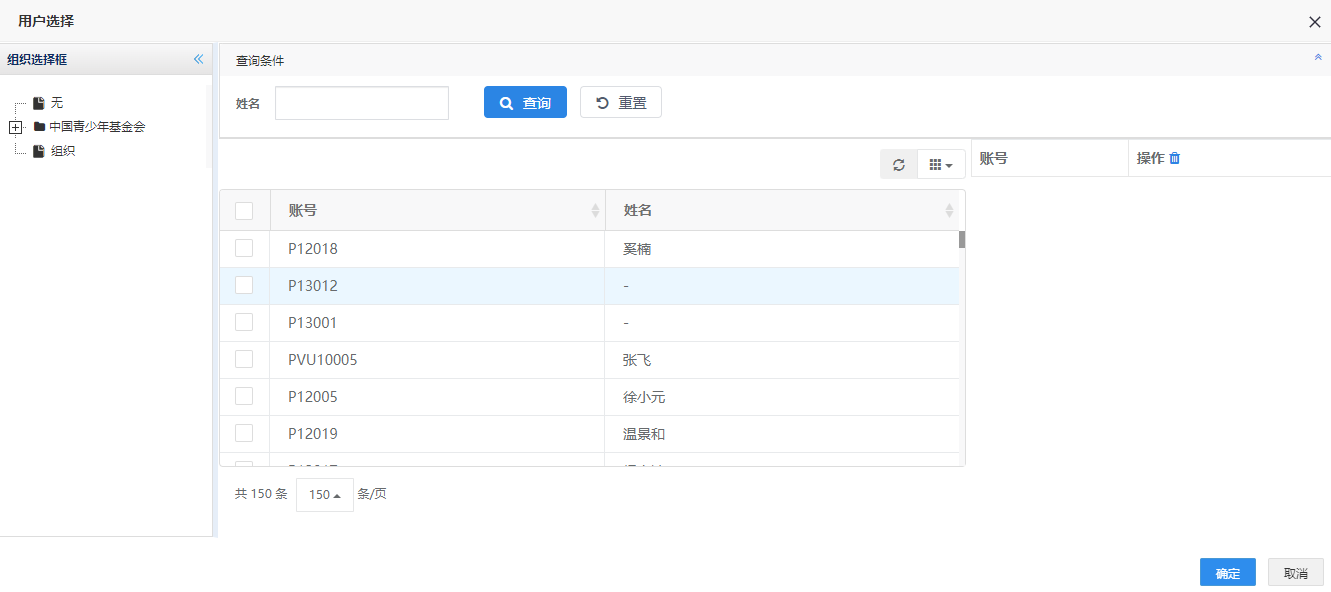 用户选择
组织选择框
无
中国青少年基金会
组织
查询条件
姓名
查询
重置
账号
操作
账号
姓名
P12018
奚楠
P13012
-
P13001
-
PVU10005
张飞
P12005
徐小元
P12019
温景和
共 150 条
150
条/页
确定
取消